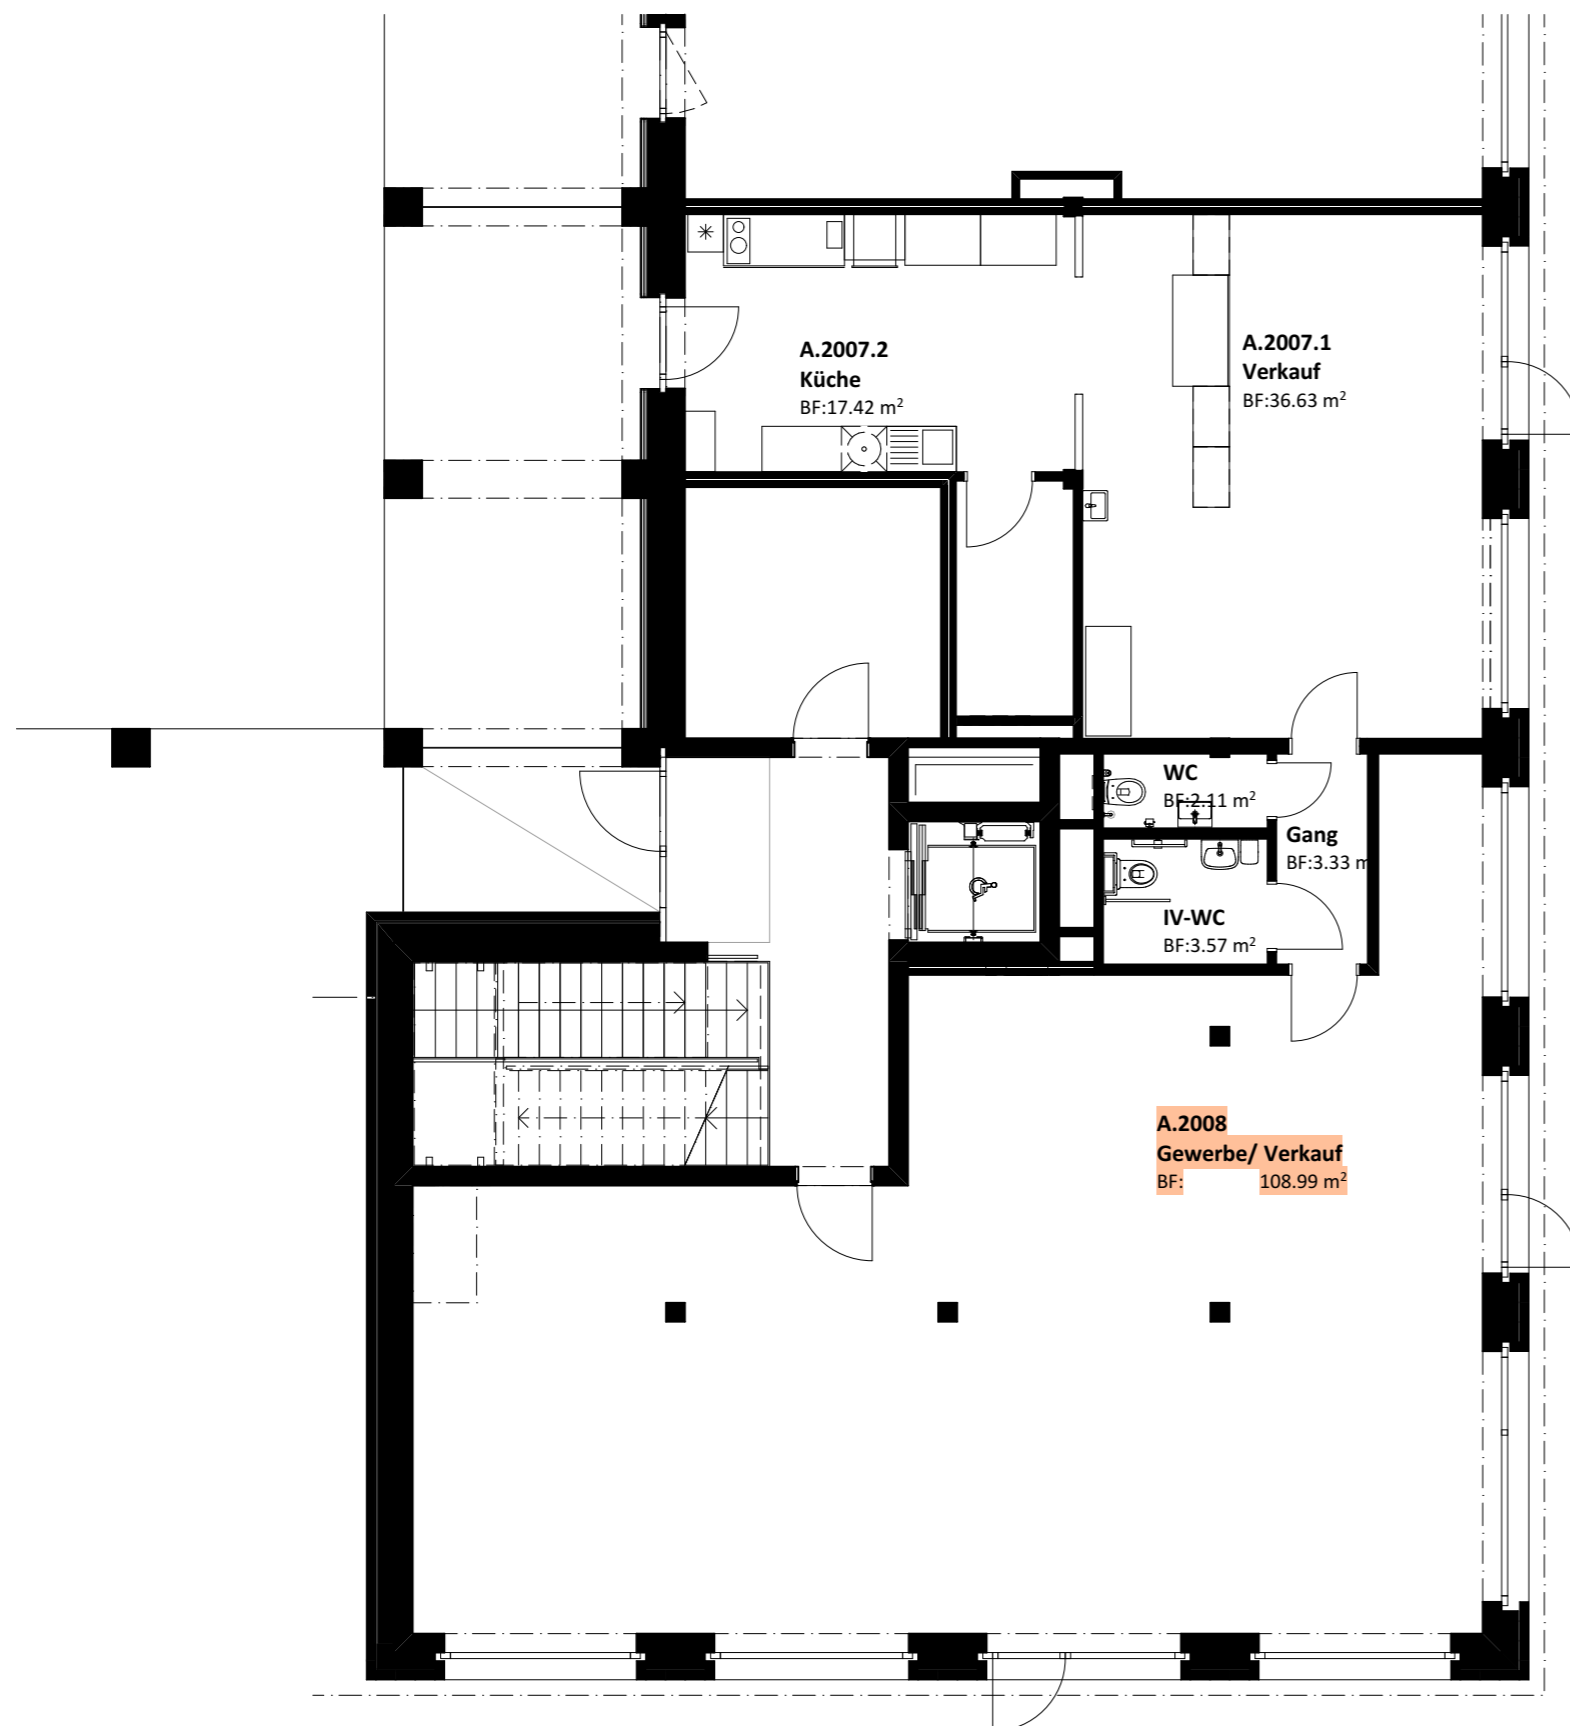 A.2007.1
Verkauf
BF:36.63 m²
A.2007.2
Küche
BF:17.42 m²
WC
BF:2.11 m²
Gang
BF:3.33 m
IV-WC
BF:3.57 m²
A.2008
Gewerbe/ Verkauf
BF: 108.99 m²